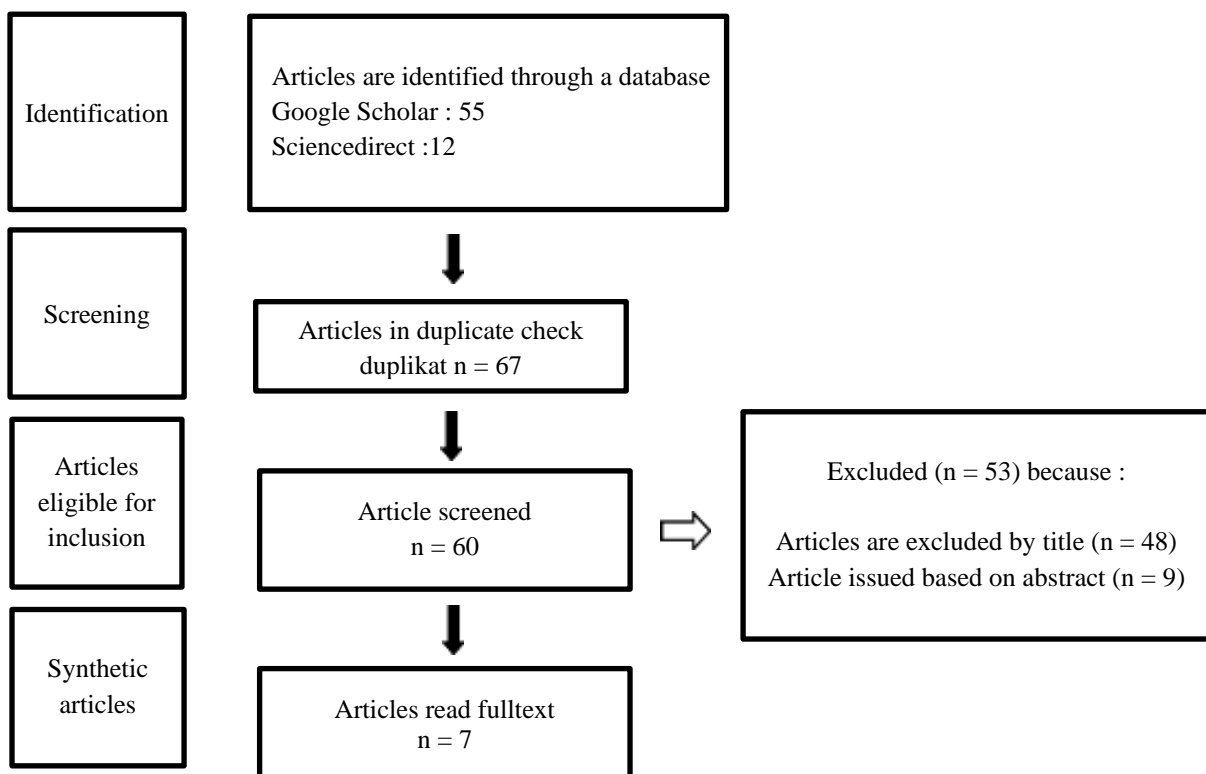 Identification
Articles are identified through a database
Google Scholar : 55
Sciencedirect :12
Screening
Articles in duplicate check
duplikat n = 67
Articles
eligible for
inclusion
Article screened
n = 60
Excluded (n = 53) because :
Articles are excluded by title (n = 48)
Article issued based on abstract (n = 9)
Synthetic
articles
Articles read fulltext
n = 7